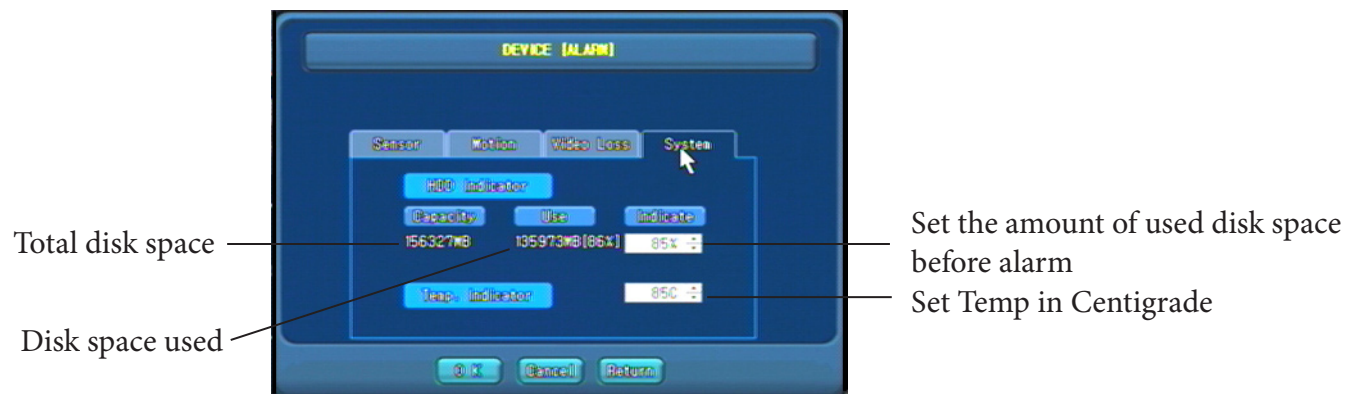 DEVICE [ALARM]
Sensor Motion Video Loss System
HDD Indicator
Capacity Use Indicate
156327MB 135973MB[86%] 85%
Temp. Indicator 85C
OK Cancel Return
Total disk space
Disk space used
Set the amount of used disk space
before alarm
Set Temp in Centigrade